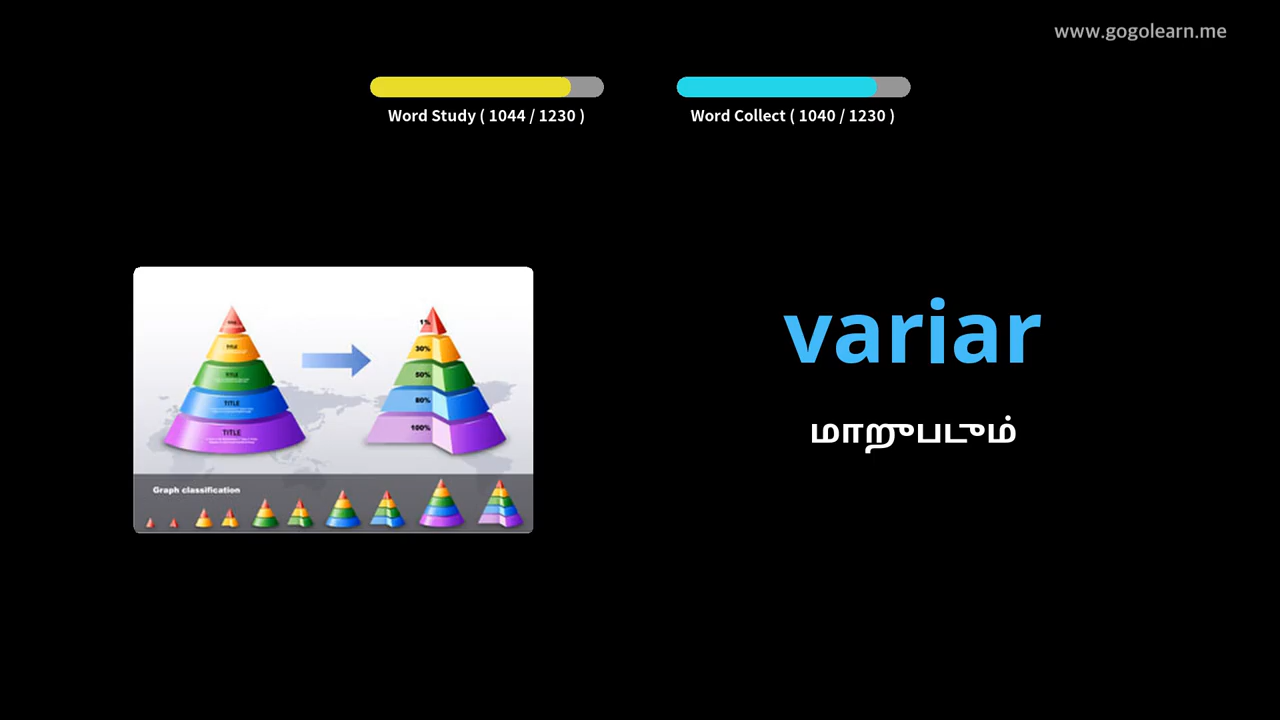 www.gogolearn.me
Word Study ( 1044 / 1230 )
Word Collect ( 1040 / 1230 )
variar
மாறுபடும்
TITLE
TITLE
TITLE
TITLE
1%
30%
50%
80%
100%
Graph classification